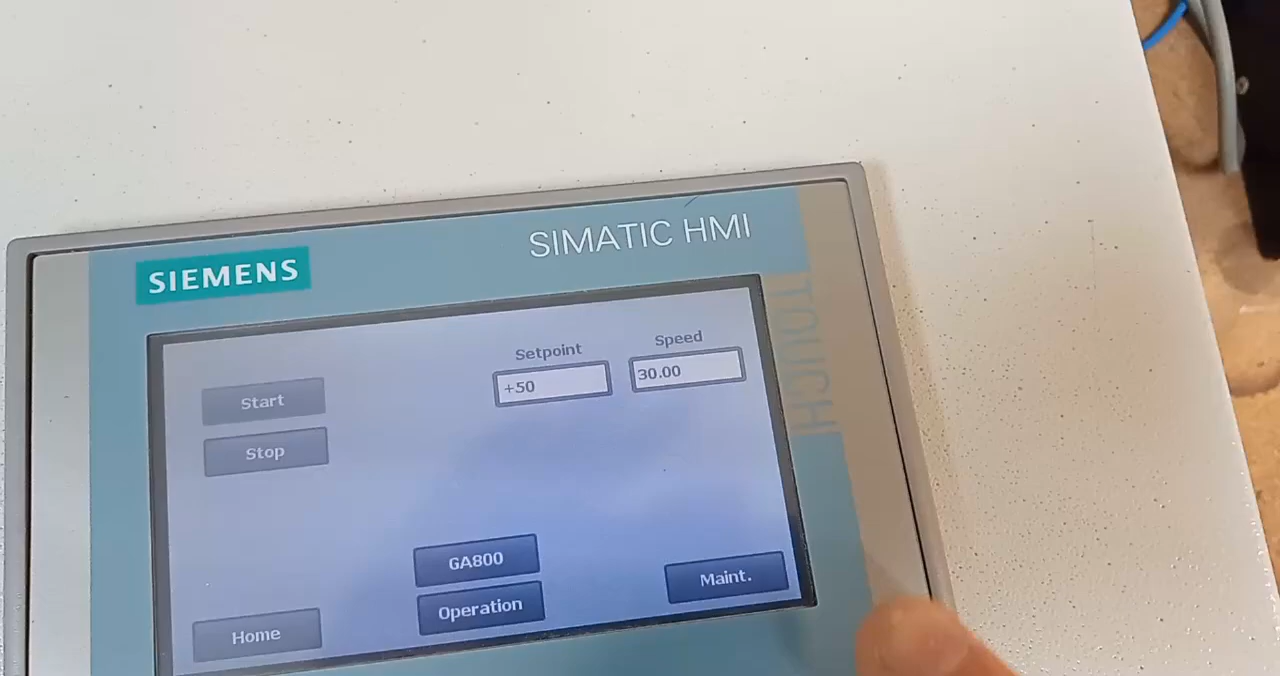 SIEMENS
SIMATIC HMI
TOUCH
Setpoint
Speed
+50
30.00
Start
Stop
GA800
Operation
Maint.
Home